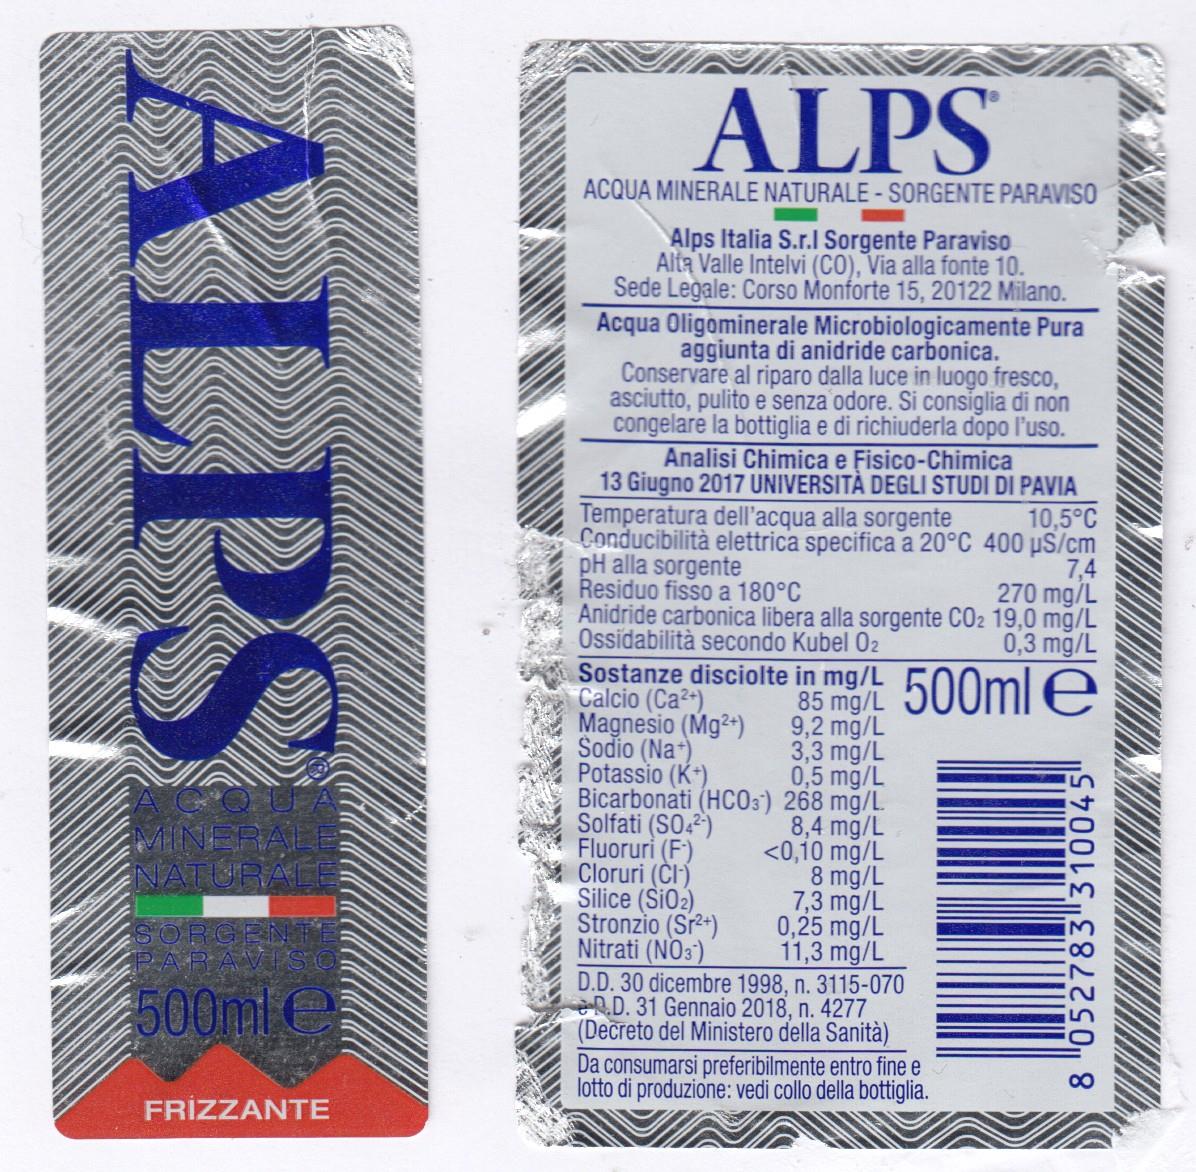 ALPS®
ACQUA
MINERALE
NATURALE
SORGENTE
PARAVISO
500ml e
FRIZZANTE
ALPS®
ACQUA MINERALE NATURALE - SORGENTE PARAVISO
Alps Italia S.r.l Sorgente Paraviso
Alta Valle Intelvi (CO), Via alla fonte 10.
Sede Legale: Corso Monforte 15, 20122 Milano.
Acqua Oligominerale Microbiologicamente Pura
aggiunta di anidride carbonica.
Conservare al riparo dalla luce in luogo fresco,
asciutto, pulito e senza odore. Si consiglia di non
congelare la bottiglia e di richiuderla dopo l'uso.
Analisi Chimica e Fisico-Chimica
13 Giugno 2017 UNIVERSITÀ DEGLI STUDI DI PAVIA
Temperatura dell'acqua alla sorgente 10,5°C
Conducibilità elettrica specifica a 20°C 400 µS/cm
pH alla sorgente 7,4
Residuo fisso a 180°C 270 mg/L
Anidride carbonica libera alla sorgente CO₂ 19,0 mg/L
Ossidabilità secondo Kubel O₂ 0,3 mg/L
Sostanze disciolte in mg/L
Calcio (Ca²⁺) 85 mg/L
Magnesio (Mg²⁺) 9,2 mg/L
Sodio (Na⁺) 3,3 mg/L
Potassio (K⁺) 0,5 mg/L
Bicarbonati (HCO₃⁻) 268 mg/L
Solfati (SO₄²⁻) 8,4 mg/L
Fluoruri (F⁻) <0,10 mg/L
Cloruri (Cl⁻) 8 mg/L
Silice (SiO₂) 7,3 mg/L
Stronzio (Sr²⁺) 0,25 mg/L
Nitrati (NO₃⁻) 11,3 mg/L
500ml e
D.D. 30 dicembre 1998, n. 3115-070
e D.D. 31 Gennaio 2018, n. 4277
(Decreto del Ministero della Sanità)
Da consumarsi preferibilmente entro fine e
lotto di produzione: vedi collo della bottiglia.
8 052783 310045